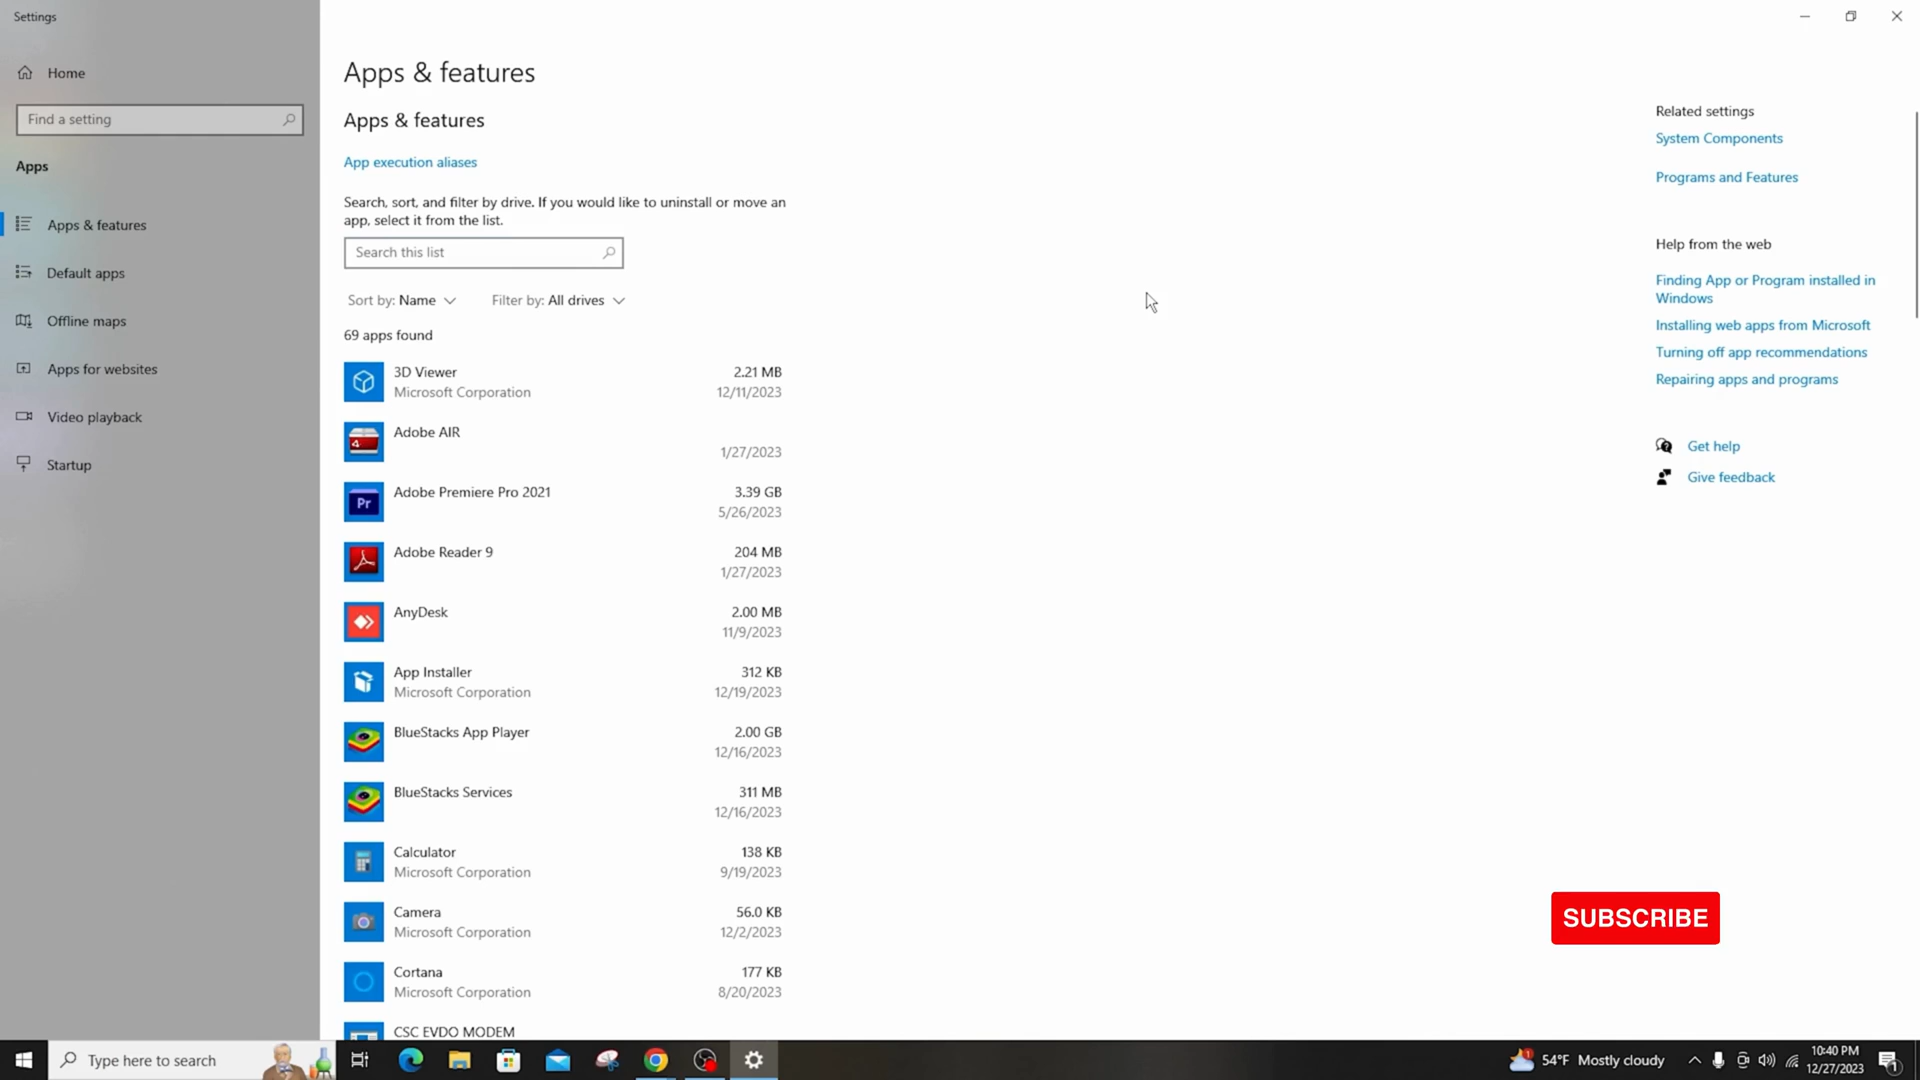 Settings
Home
Find a setting
Apps
Apps & features
Default apps
Offline maps
Apps for websites
Video playback
Startup
Apps & features
Apps & features
App execution aliases
Search, sort, and filter by drive. If you would like to uninstall or move an
app, select it from the list.
Search this list
Sort by: Name Filter by: All drives
69 apps found
3D Viewer 2.21 MB
Microsoft Corporation 12/11/2023
Adobe AIR
1/27/2023
Pr
Adobe Premiere Pro 2021 3.39 GB
5/26/2023
Adobe Reader 9 204 MB
1/27/2023
AnyDesk 2.00 MB
11/9/2023
App Installer 312 KB
Microsoft Corporation 12/19/2023
BlueStacks App Player 2.00 GB
12/16/2023
BlueStacks Services 311 MB
12/16/2023
Calculator 138 KB
Microsoft Corporation 9/19/2023
Camera 56.0 KB
Microsoft Corporation 12/2/2023
Cortana 177 KB
Microsoft Corporation 8/20/2023
CSC EVDO MODEM
Related settings
System Components
Programs and Features
Help from the web
Finding App or Program installed in
Windows
Installing web apps from Microsoft
Turning off app recommendations
Repairing apps and programs
Get help
Give feedback
SUBSCRIBE
Type here to search
54°F Mostly cloudy
10:40 PM
12/27/2023
1